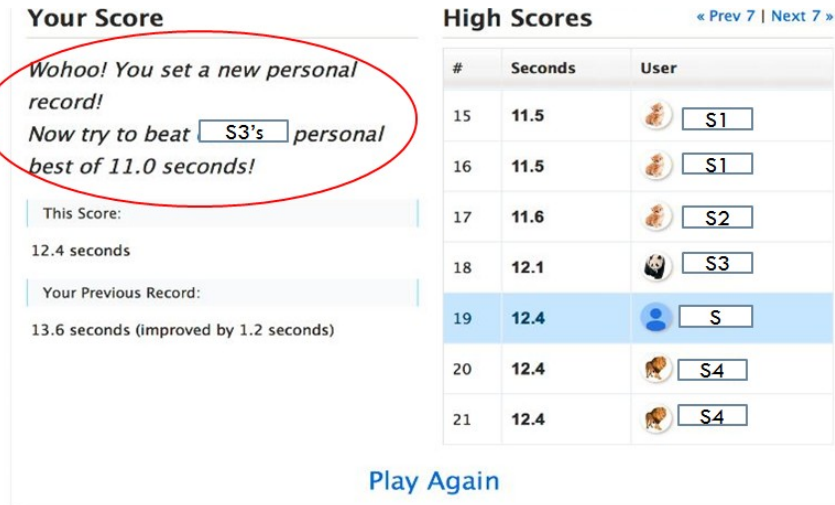 Your Score
Wohoo! You set a new personal
record!
Now try to beat S3's personal
best of 11.0 seconds!
This Score:
12.4 seconds
Your Previous Record:
13.6 seconds (improved by 1.2 seconds)
High Scores
« Prev 7 | Next 7 »
# Seconds User
15 11.5 S1
16 11.5 S1
17 11.6 S2
18 12.1 S3
19 12.4 S
20 12.4 S4
21 12.4 S4
Play Again